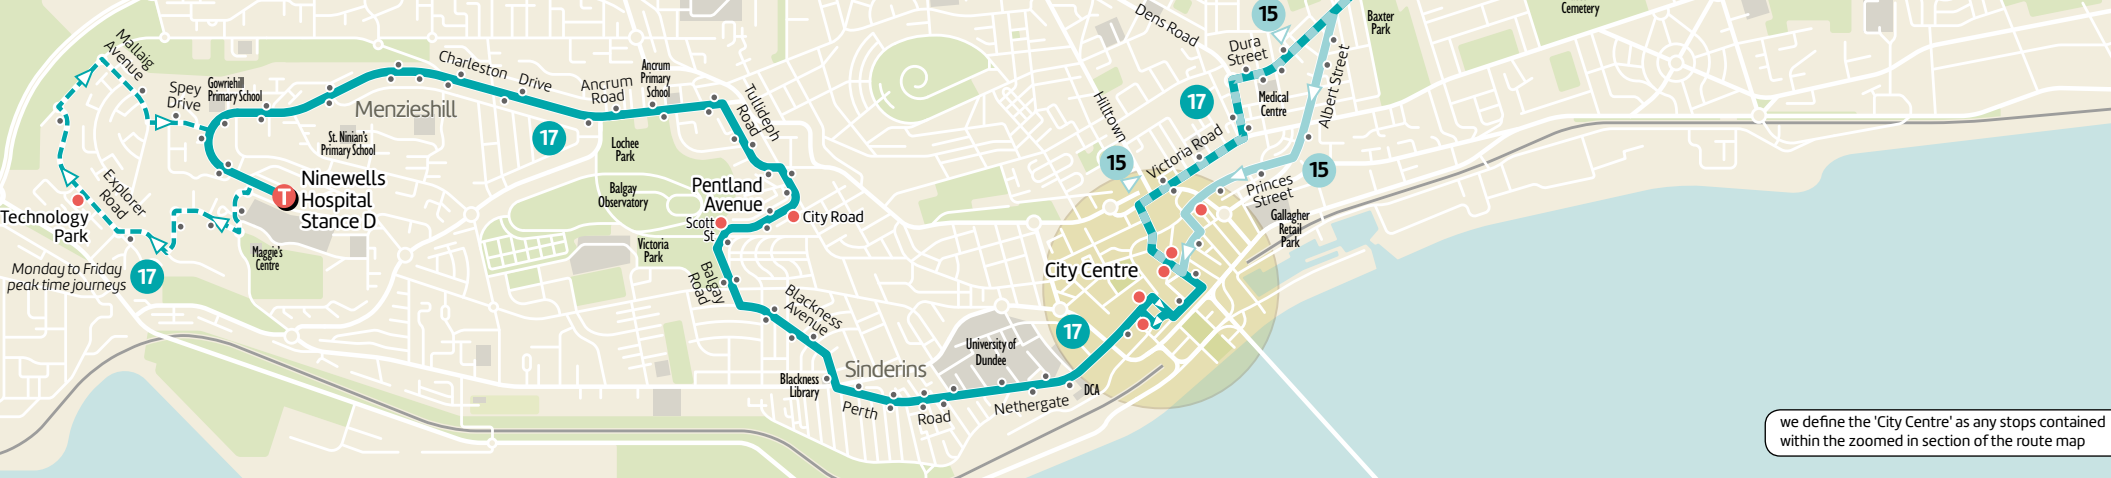 Mallaig
Avenue
Spey
Drive
Gowriehill
Primary School
Charleston Drive
Menzieshill
St. Ninian's
Primary School
17
Ancrum
Road
Ancrum
Primary
School
Tullideph
Road
Lochee
Park
Balgay
Observatory
Pentland
Avenue
Scott
St
City Road
Victoria
Park
Balgay
Road
Blackness
Avenue
Ninewells
Hospital
Stance D
T
Explorer
Road
Technology
Park
Maggie's
Centre
Monday to Friday
peak time journeys
17
Sinderins
Blackness
Library
Perth
Road
University of
Dundee
Nethergate
DCA
17
City Centre
Dens Road
15
Dura
Street
Baxter
Park
Cemetery
Albert Street
Medical
Centre
17
Hilltown
15
Victoria Road
15
Princes
Street
Gallagher
Retail
Park
we define the 'City Centre' as any stops contained
within the zoomed in section of the route map